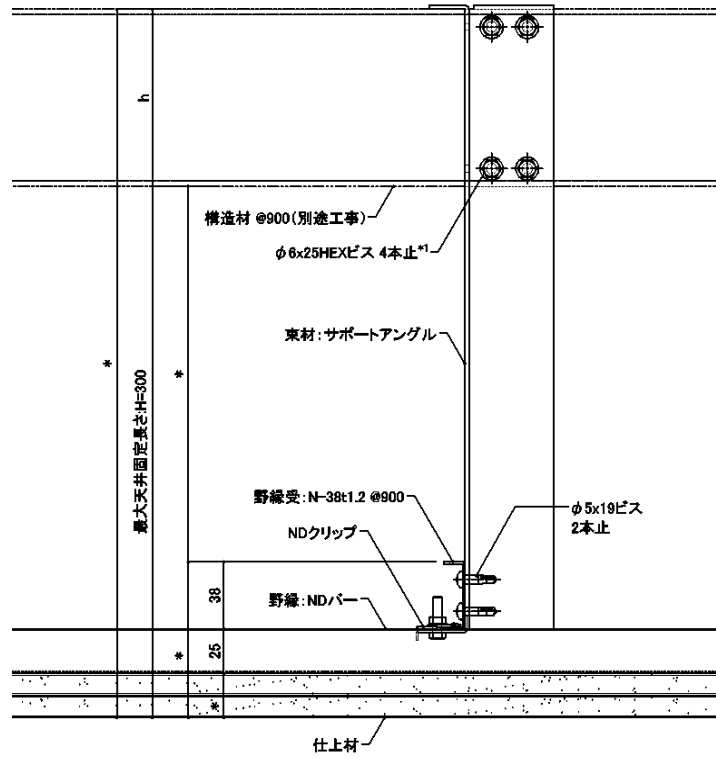 h
構造材 @900(別途工事)
φ6x25HEXビス 4本止*1
*
*
束材:サポートアングル
最大天井固定長さ:H=300
野縁受:N-38t1.2 @900
φ5x19ビス
2本止
NDクリップ
38
野縁:NDバー
*
25
*
仕上材